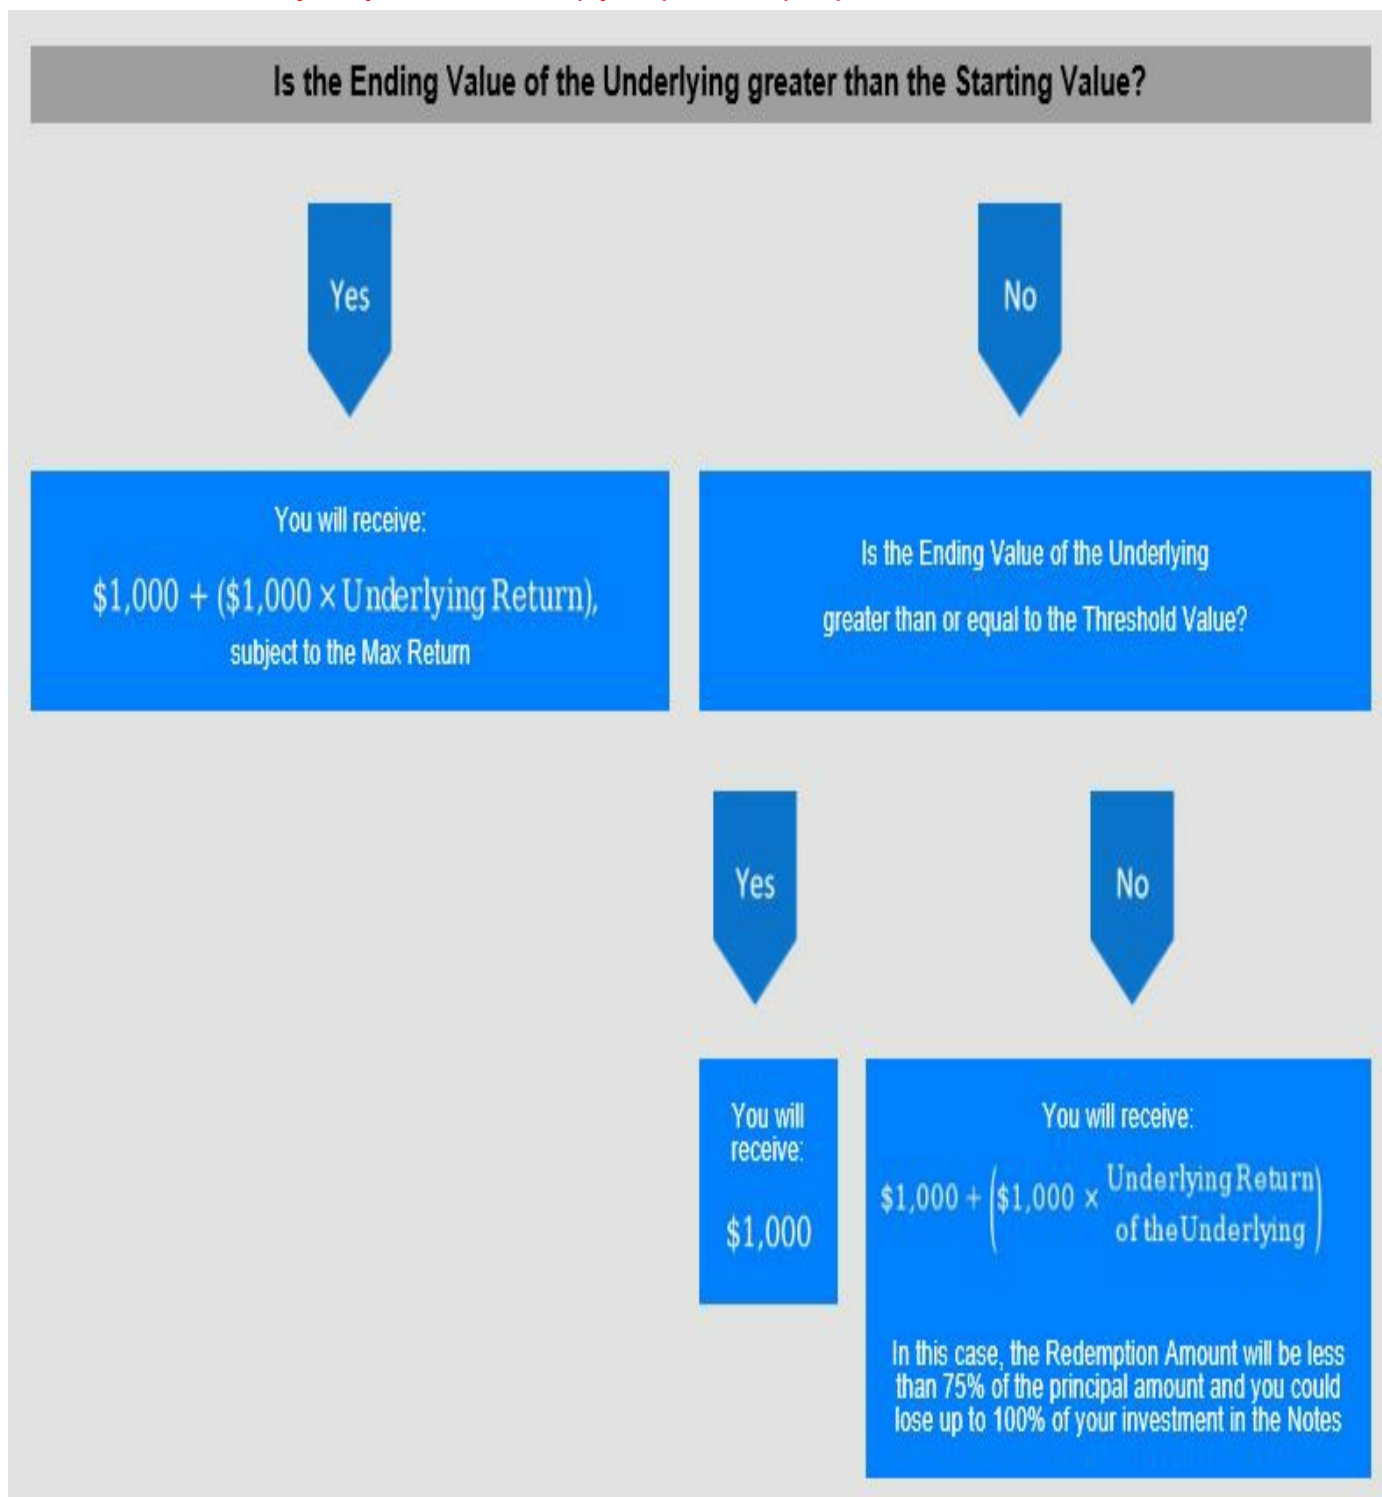 Is the Ending Value of the Underlying greater than the Starting Value?
Yes
No
You will receive:
$1,000 + ($1,000 × Underlying Return),
subject to the Max Return
Is the Ending Value of the Underlying
greater than or equal to the Threshold Value?
Yes
No
You will
receive:
$1,000
You will receive:
$1,000 + ($1,000 × Underlying Return
of the Underlying)
In this case, the Redemption Amount will be less
than 75% of the principal amount and you could
lose up to 100% of your investment in the Notes